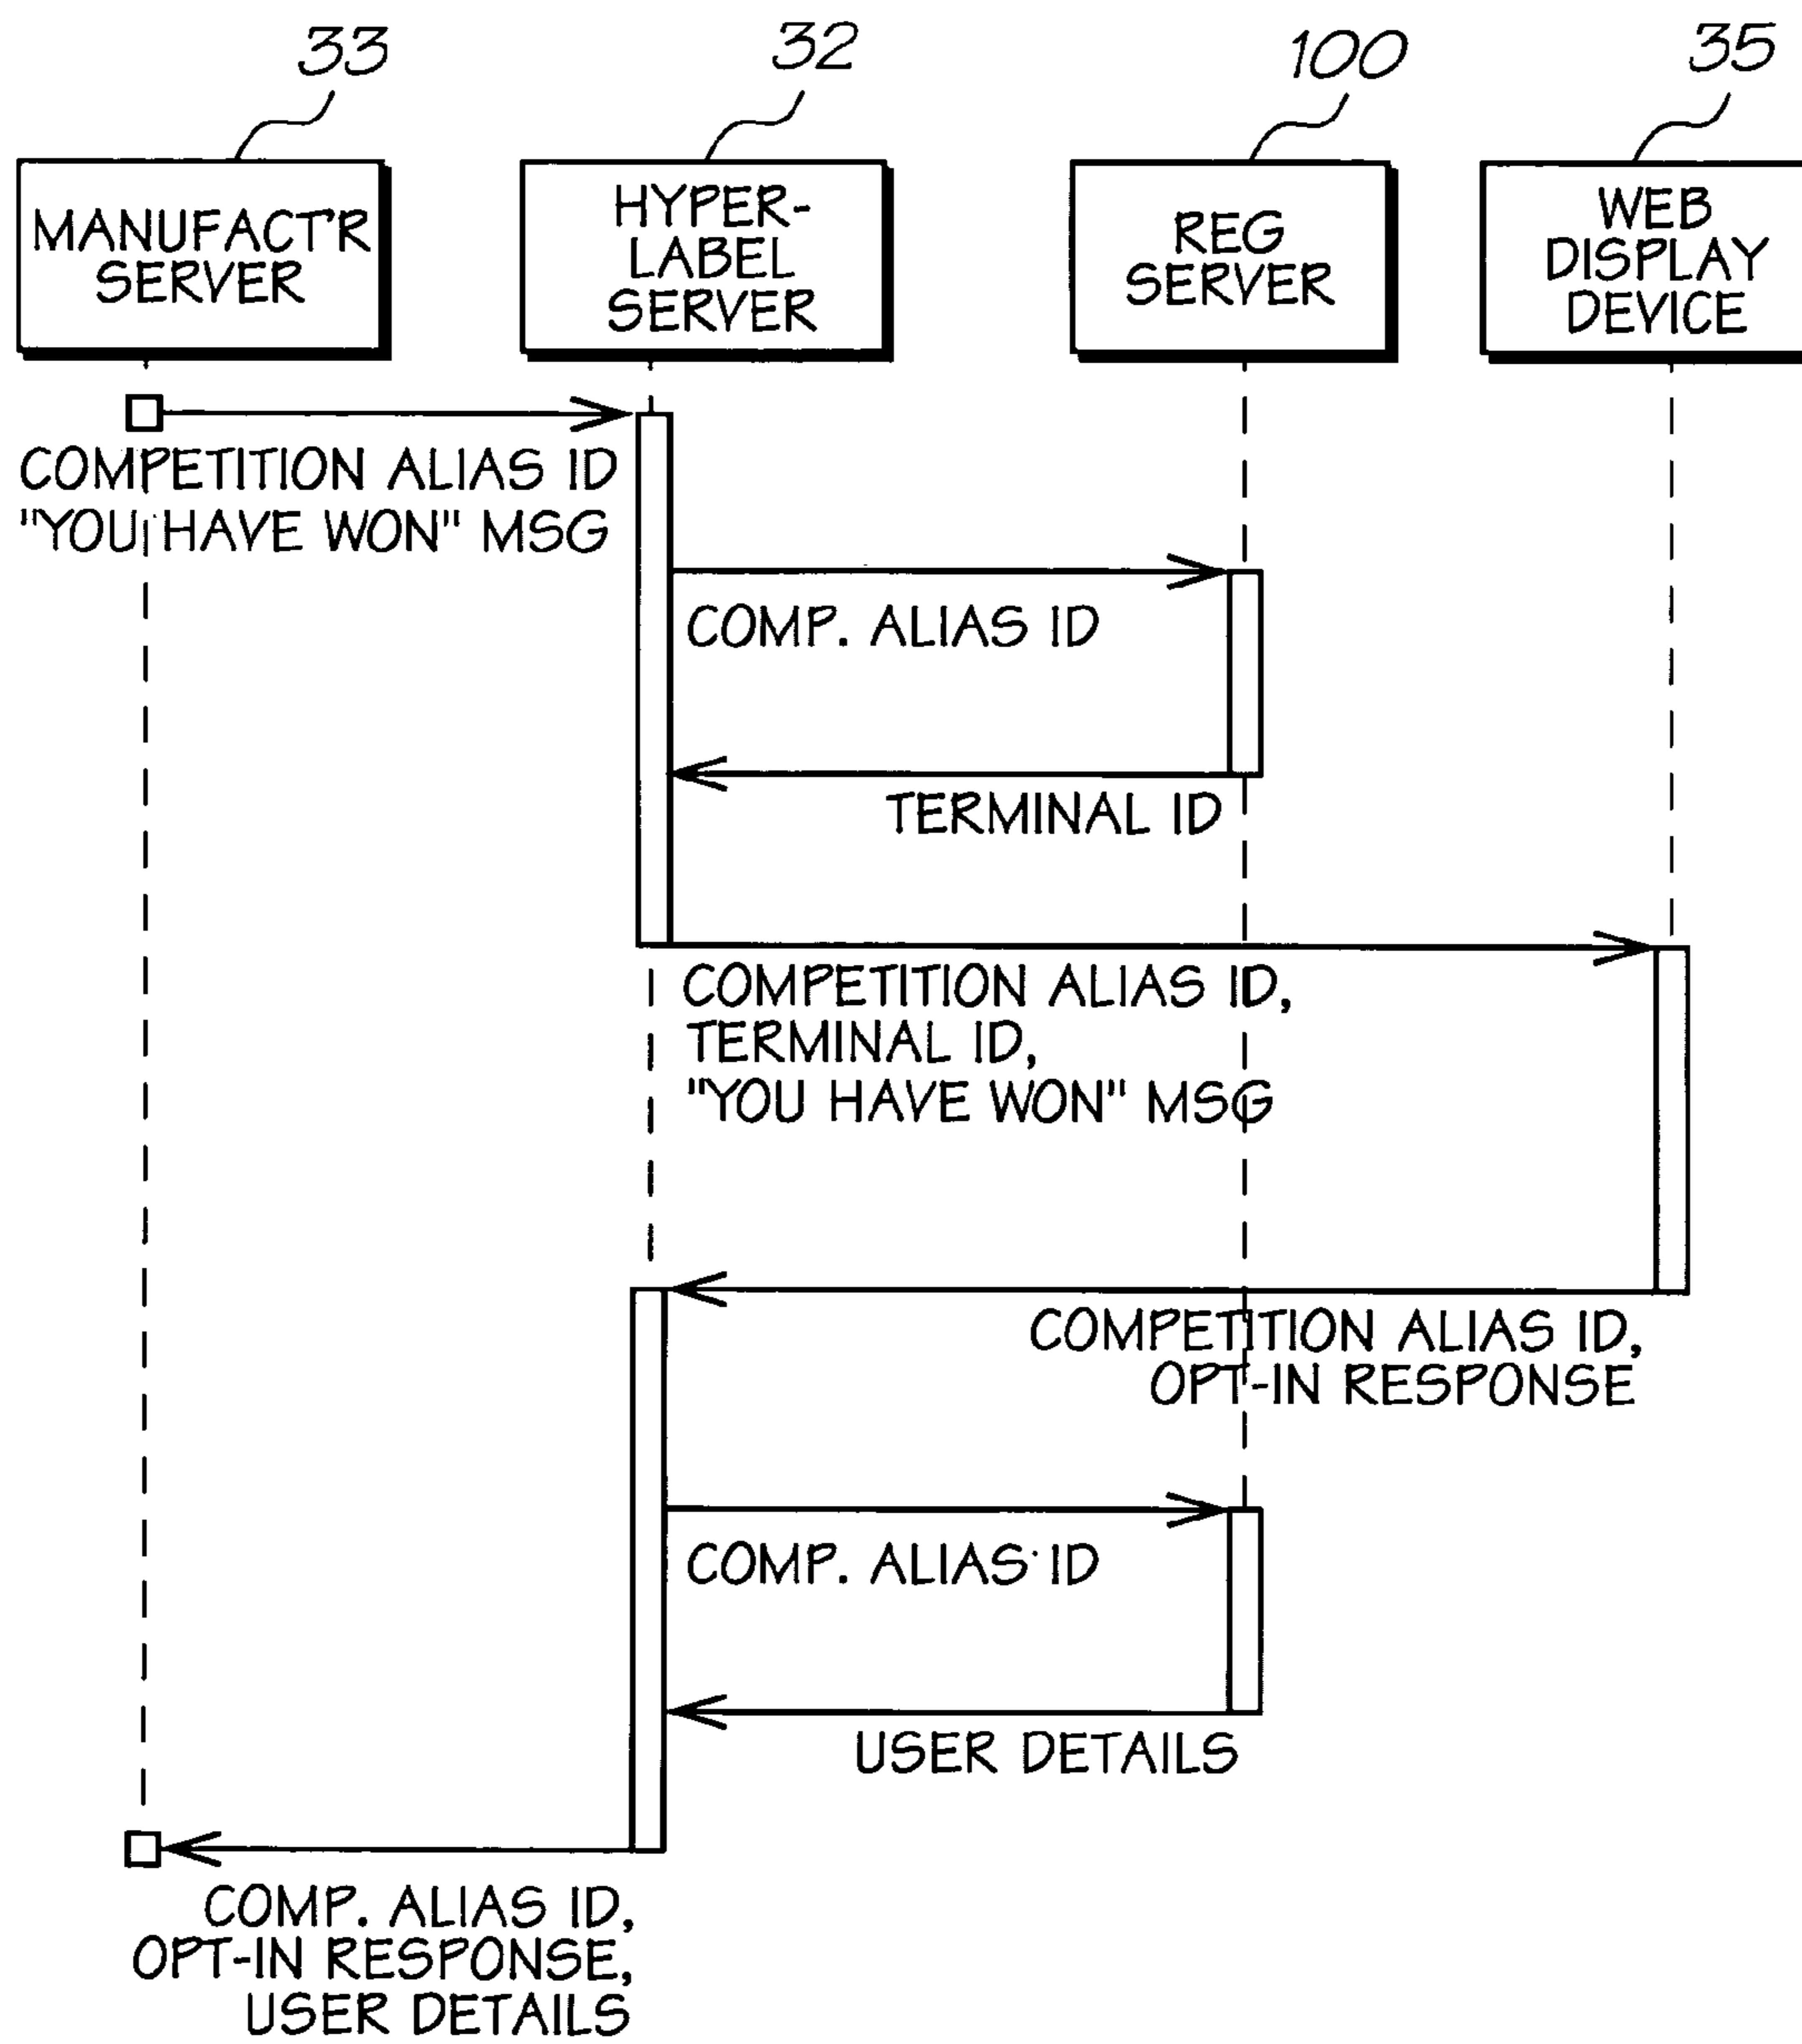 33
32
100
35
MANUFACT'R
SERVER
HYPER-
LABEL
SERVER
REG
SERVER
WEB
DISPLAY
DEVICE
COMPETITION ALIAS ID
"YOU HAVE WON" MSG
COMP. ALIAS ID
TERMINAL ID
COMPETITION ALIAS ID,
TERMINAL ID,
"YOU HAVE WON" MSG
COMPETITION ALIAS ID,
OPT-IN RESPONSE
COMP. ALIAS ID
USER DETAILS
COMP. ALIAS ID,
OPT-IN RESPONSE,
USER DETAILS